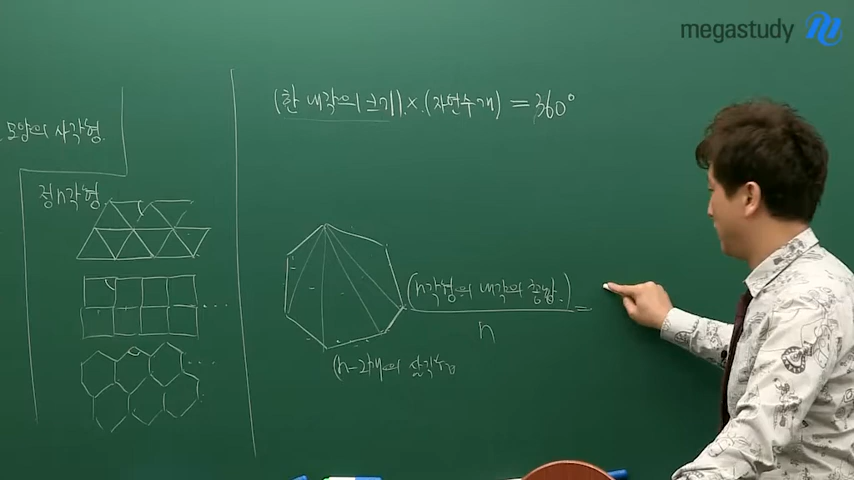 megastudy
모양의 사각형
정n각형
(한 내각의 크기) × (자연수개) = 360°
(n각형의 내각의 총합) =
n
(n-2)개의 삼각형